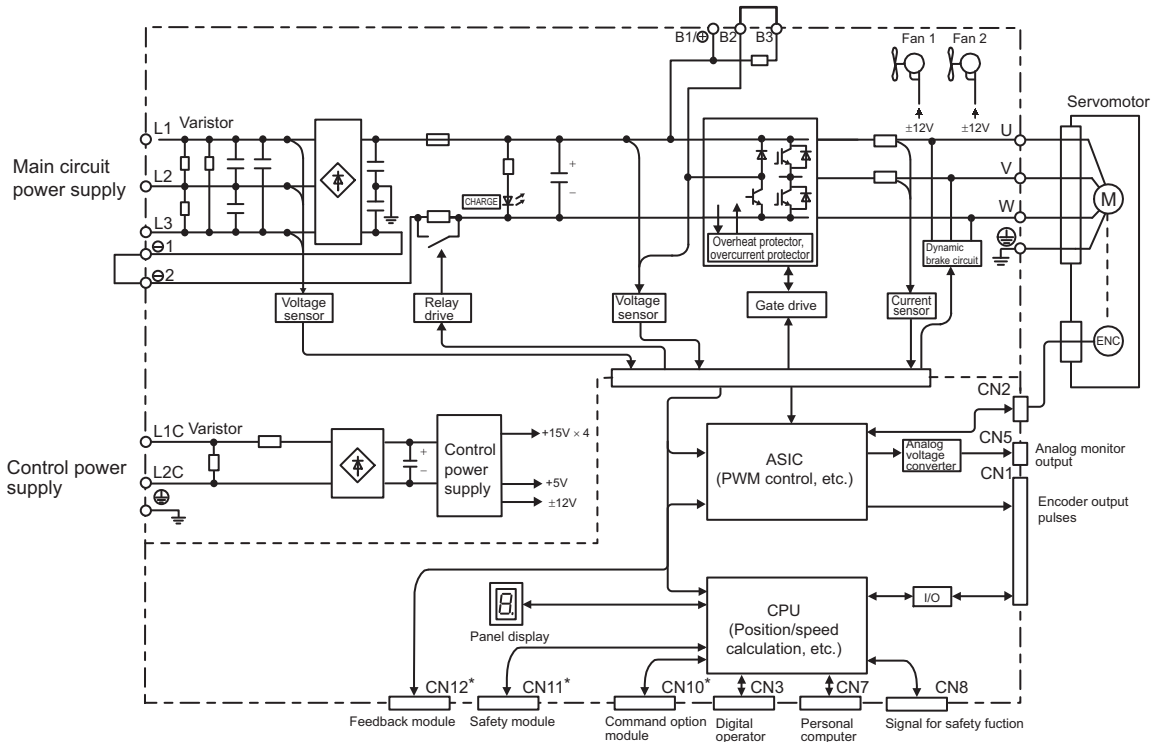 B1/⊕ B2 B3
Fan 1 Fan 2
±12V ±12V
Servomotor
Main circuit
power supply
L1 Varistor
L2
L3
⊖1
⊖2
CHARGE
+
–
Overheat protector,
overcurrent protector
U
V
W
M
Dynamic
brake circuit
Voltage
sensor
Relay
drive
Voltage
sensor
Gate drive
Current
sensor
ENC
CN2
Control power
supply
L1C Varistor
L2C
+
–
Control
power
supply
+15V × 4
+5V
±12V
ASIC
(PWM control, etc.)
Analog
voltage
converter
CN5
Analog monitor
output
CN1
Encoder output
pulses
8.
Panel display
CPU
(Position/speed
calculation, etc.)
I/O
CN12* CN11* CN10* CN3 CN7 CN8
Feedback module
Safety module
Command option
module
Digital
operator
Personal
computer
Signal for safety fuction